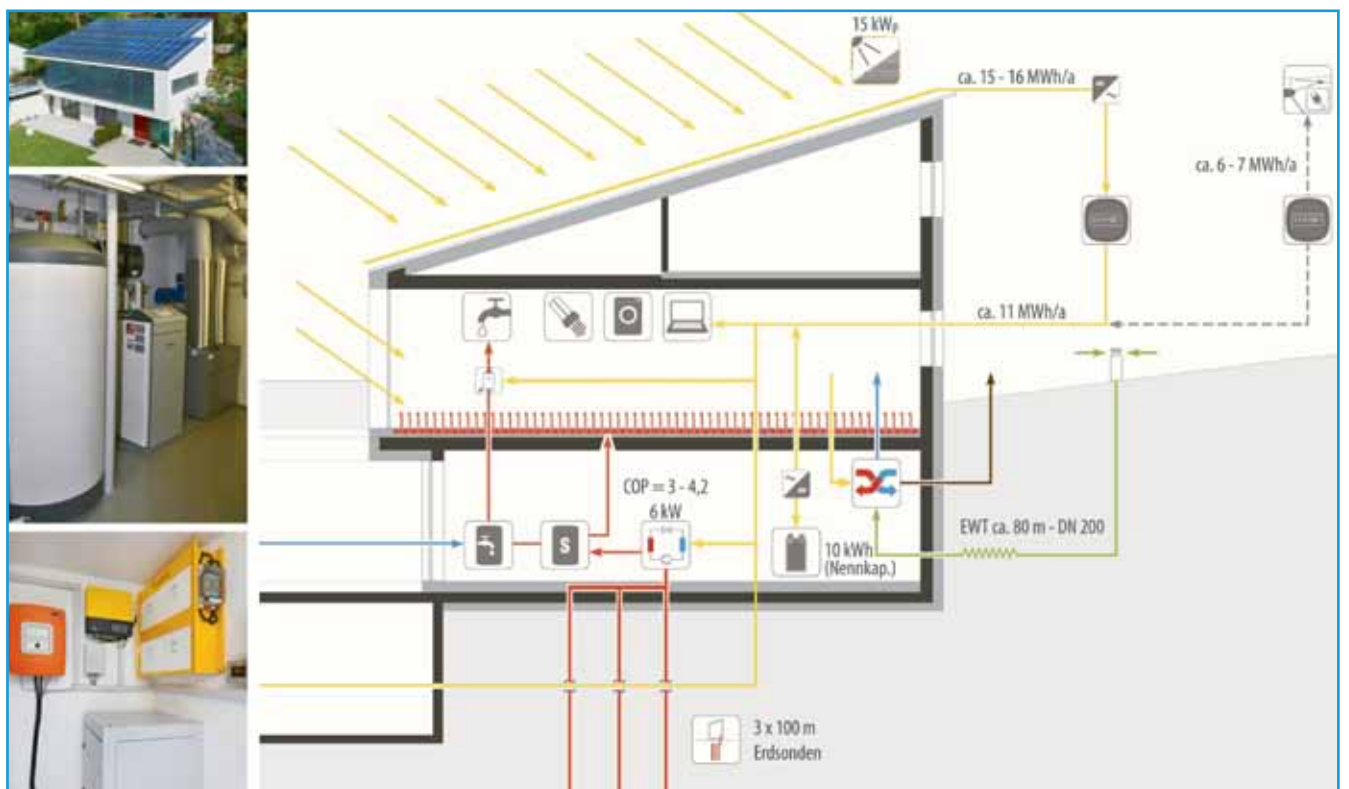 15 kWp
ca. 15 - 16 MWh/a
ca. 6 - 7 MWh/a
ca. 11 MWh/a
COP = 3 - 4,2
6 kW
S
EWT ca. 80 m - DN 200
10 kWh
(Nennkap.)
3 x 100 m
Erdsonden